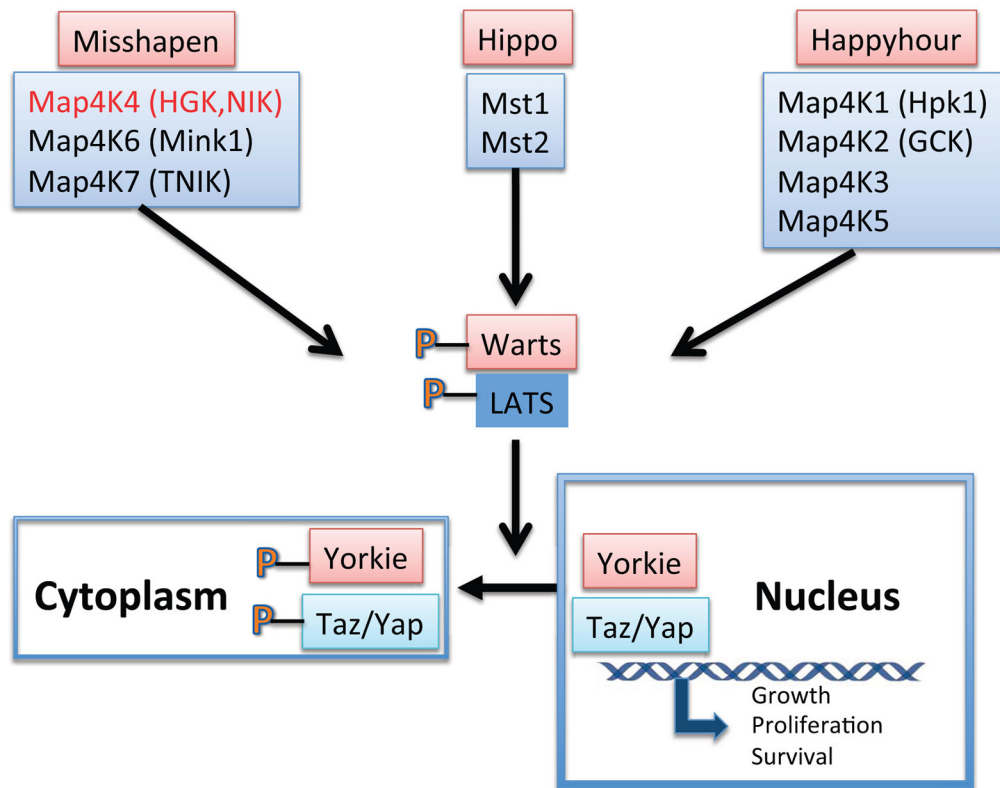 Misshapen
Map4K4 (HGK,NIK)
Map4K6 (Mink1)
Map4K7 (TNIK)
Hippo
Mst1
Mst2
Happyhour
Map4K1 (Hpk1)
Map4K2 (GCK)
Map4K3
Map4K5
P Warts
P LATS
Cytoplasm
P Yorkie
P Taz/Yap
Yorkie
Taz/Yap
Nucleus
Growth
Proliferation
Survival